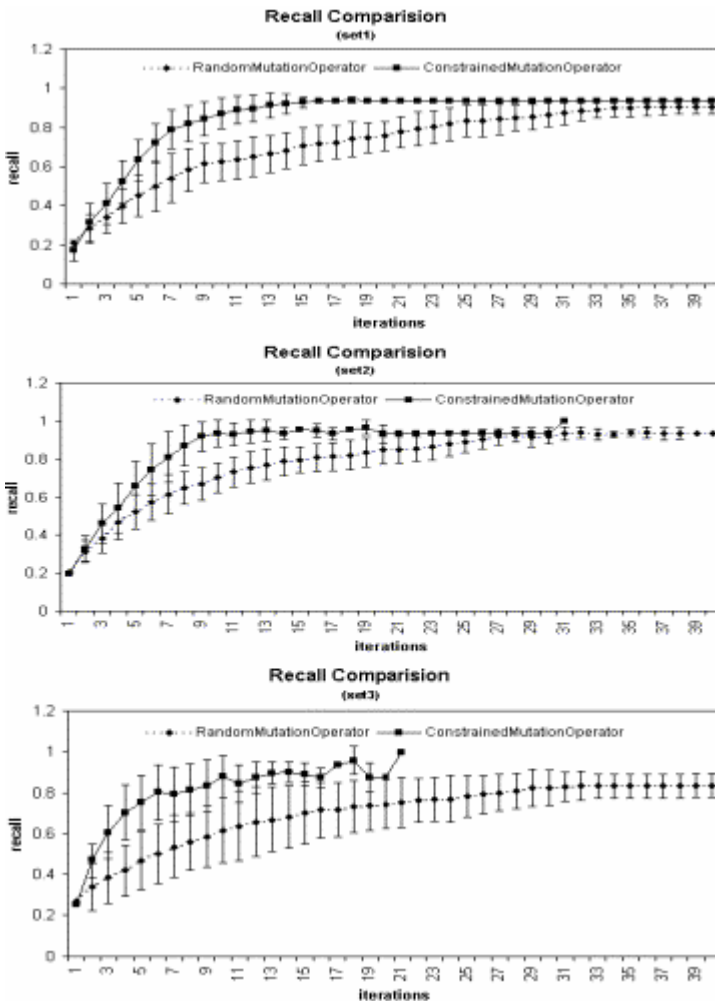 Recall Comparision
(set1)
RandomMutationOperator ConstrainedMutationOperator
1.2
1
0.8
0.6
0.4
0.2
0
recall
1 3 5 7 9 11 13 15 17 19 21 23 25 27 29 31 33 35 37 39
iterations
Recall Comparision
(set2)
RandomMutationOperator ConstrainedMutationOperator
1.2
1
0.8
0.6
0.4
0.2
0
recall
1 3 5 7 9 11 13 15 17 19 21 23 25 27 29 31 33 35 37 39
iterations
Recall Comparision
(set3)
RandomMutationOperator ConstrainedMutationOperator
1.2
1
0.8
0.6
0.4
0.2
0
recall
1 3 5 7 9 11 13 15 17 19 21 23 25 27 29 31 33 35 37 39
iterations